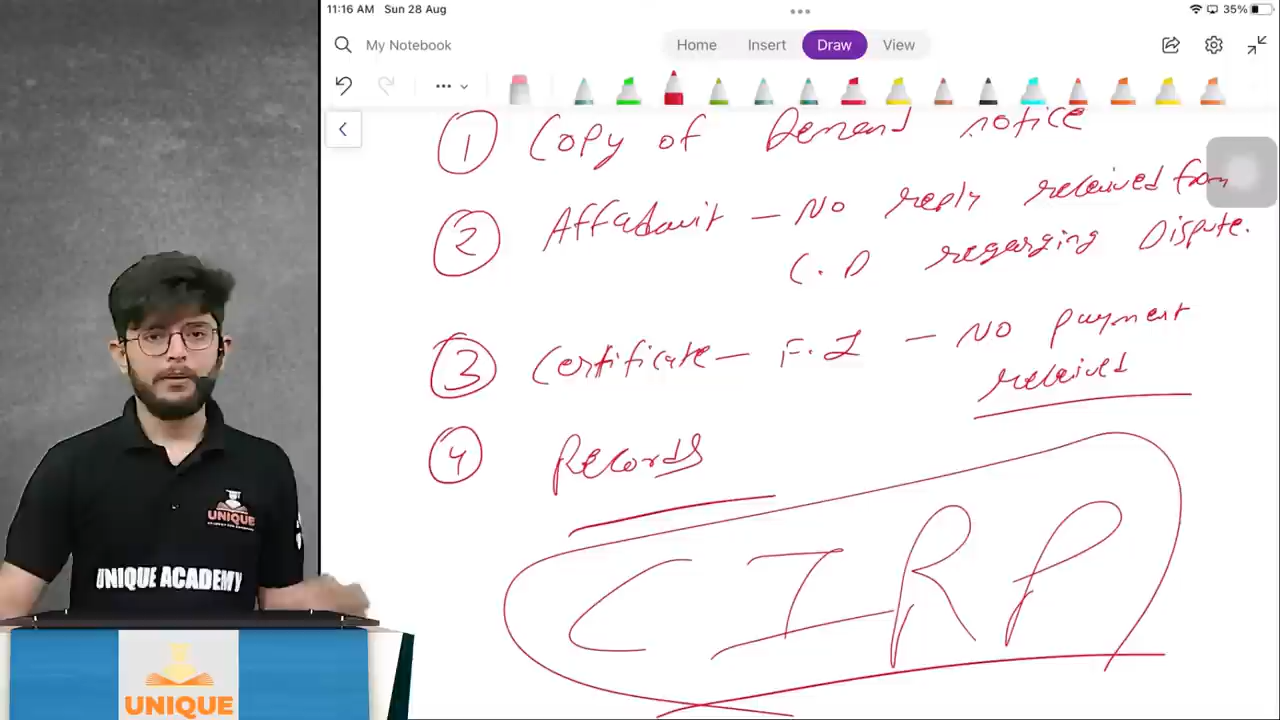 11:16 AM Sun 28 Aug
35%
My Notebook
Home Insert Draw View
1 Copy of Demand notice
2 Affadavit - No reply received from
C.D regarging Dispute.
3 Certificate - F.I - No payment
received
4 Records
CIRP
UNIQUE
UNIQUE ACADEMY
UNIQUE